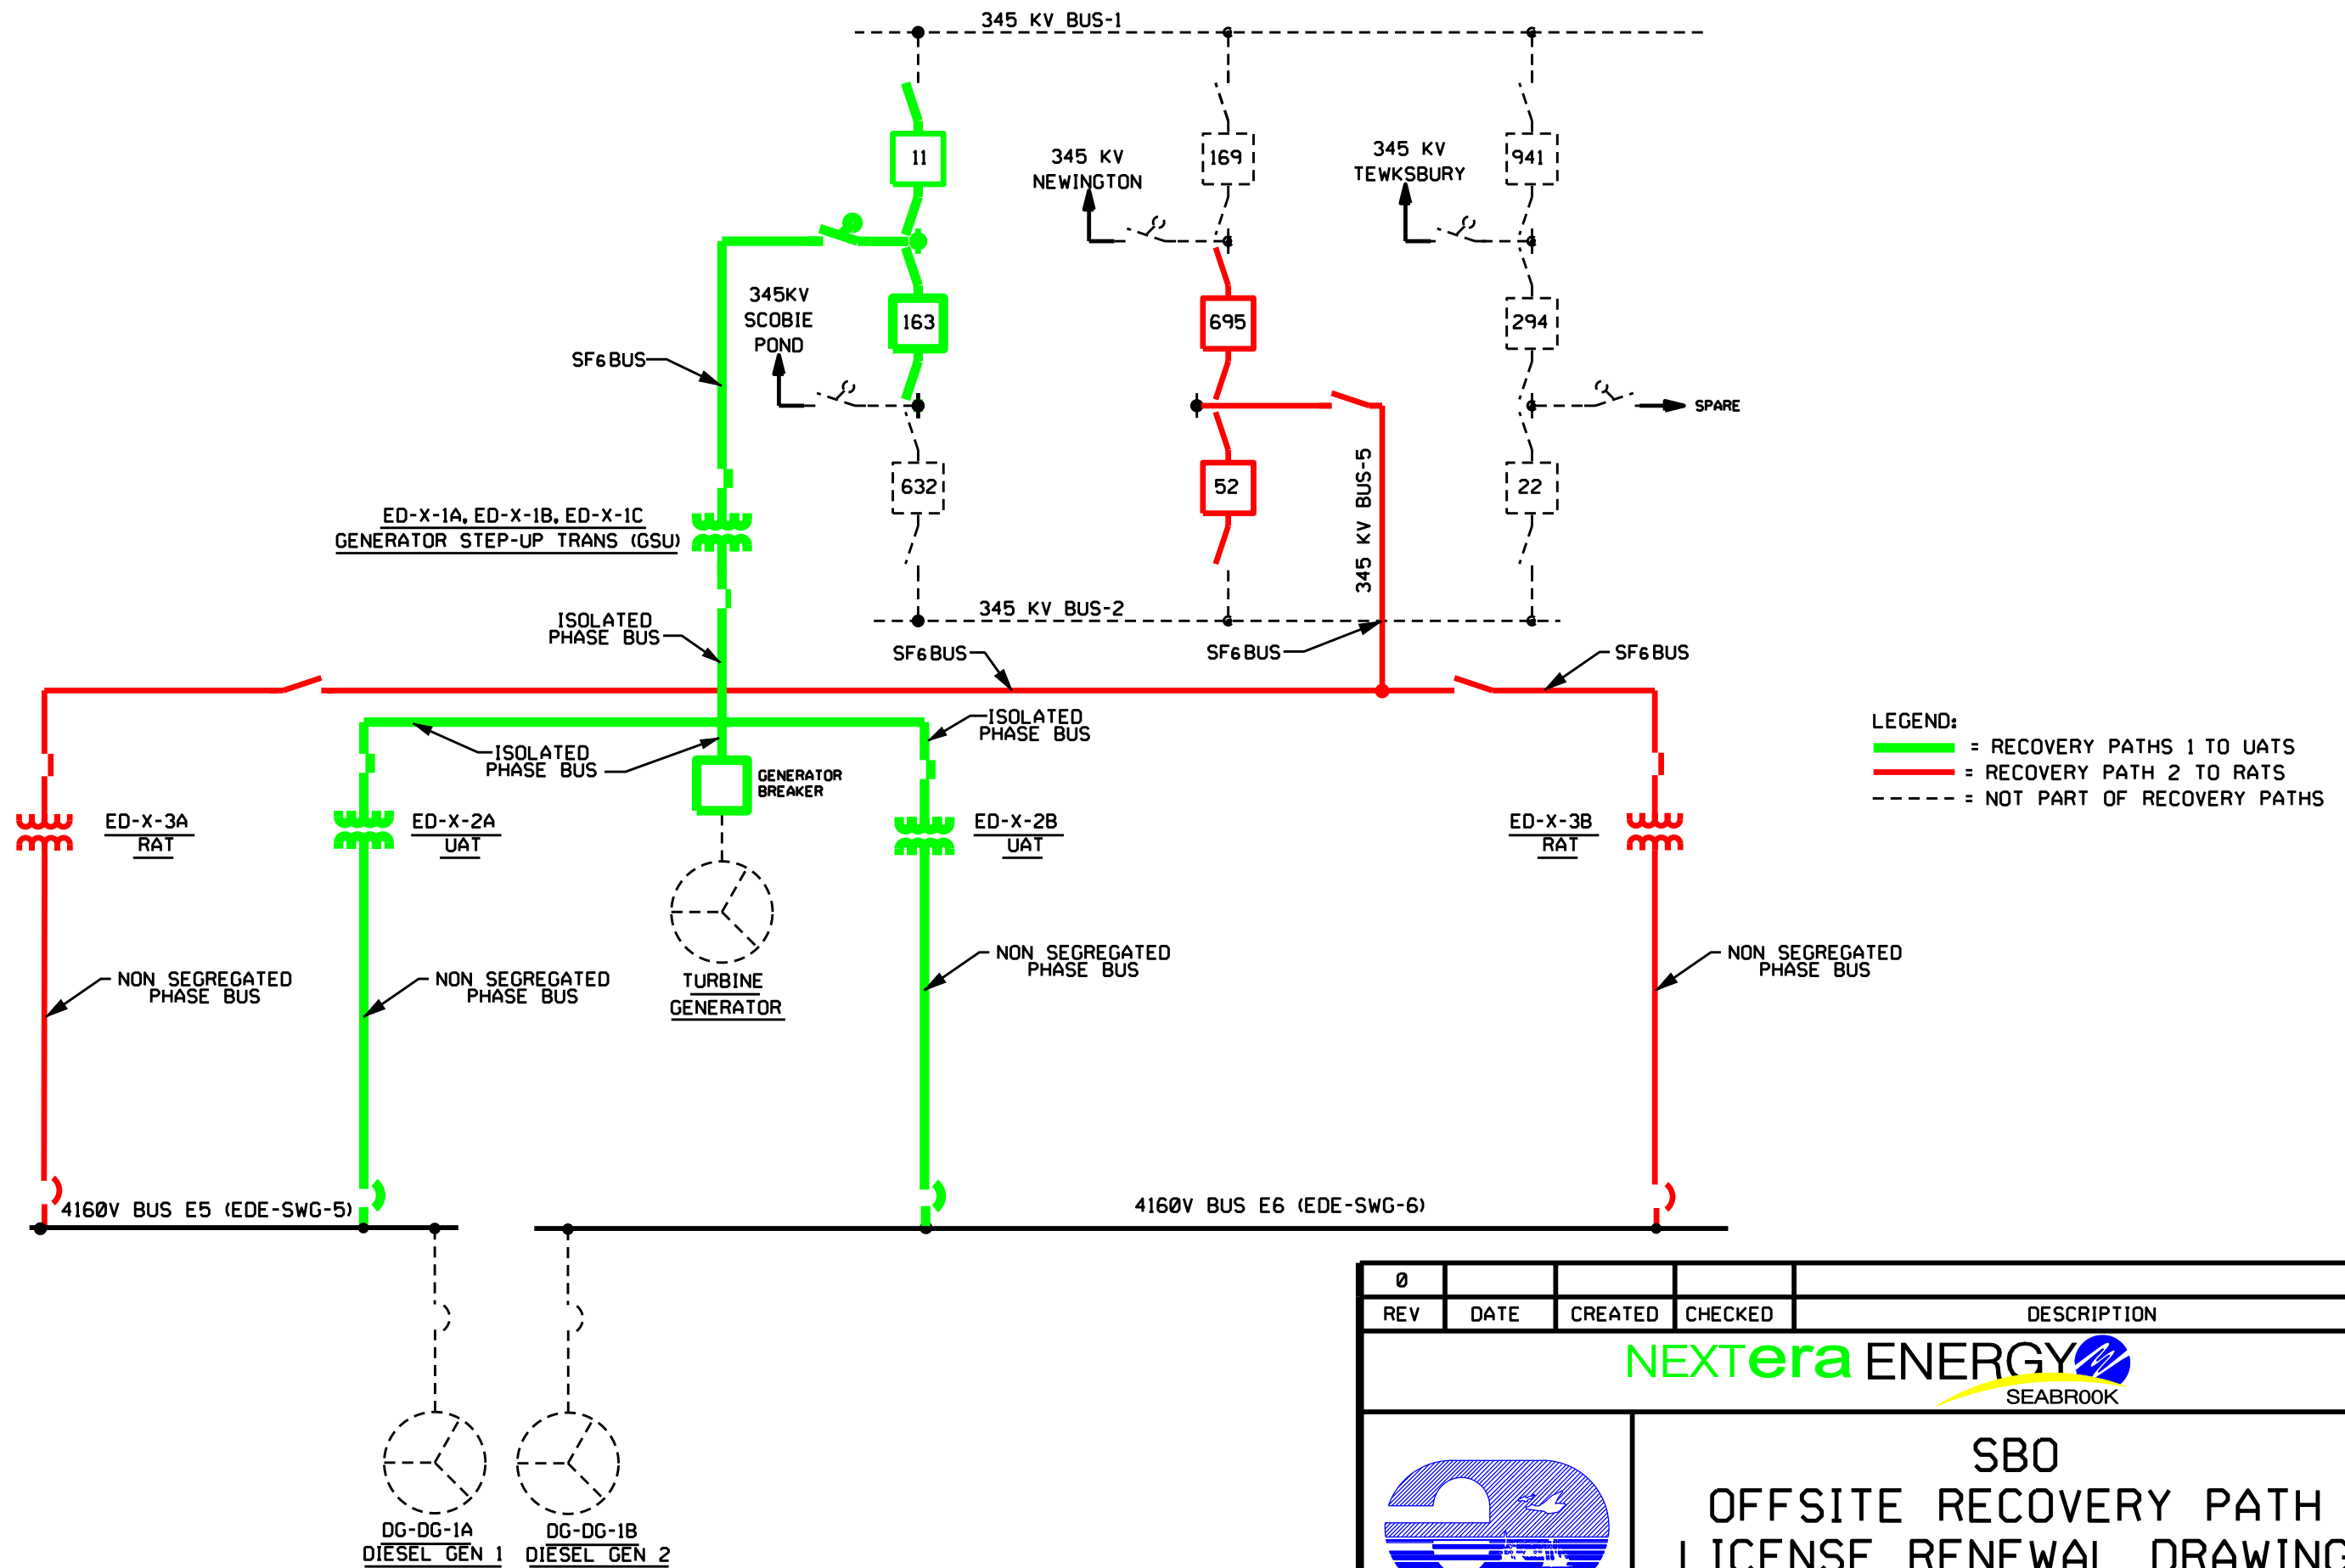 345 KV BUS-1
11
169
941
345 KV
NEWINGTON
345 KV
TEWKSBURY
345KV
SCOBIE
POND
163
695
294
SF6 BUS
SPARE
632
52
22
345 KV BUS-5
ED-X-1A, ED-X-1B, ED-X-1C
GENERATOR STEP-UP TRANS (GSU)
345 KV BUS-2
ISOLATED
PHASE BUS
SF6 BUS
SF6 BUS
SF6 BUS
ISOLATED
PHASE BUS
ISOLATED
PHASE BUS
GENERATOR
BREAKER
LEGEND:
= RECOVERY PATHS 1 TO UATS
= RECOVERY PATH 2 TO RATS
= NOT PART OF RECOVERY PATHS
ED-X-3A
RAT
ED-X-2A
UAT
ED-X-2B
UAT
ED-X-3B
RAT
NON SEGREGATED
PHASE BUS
NON SEGREGATED
PHASE BUS
TURBINE
GENERATOR
NON SEGREGATED
PHASE BUS
NON SEGREGATED
PHASE BUS
4160V BUS E5 (EDE-SWG-5)
4160V BUS E6 (EDE-SWG-6)
DG-DG-1A
DIESEL GEN 1
DG-DG-1B
DIESEL GEN 2
0
REV DATE CREATED CHECKED DESCRIPTION
NEXTera ENERGY
SEABROOK
SBO
OFFSITE RECOVERY PATH
LICENSE RENEWAL DRAWING